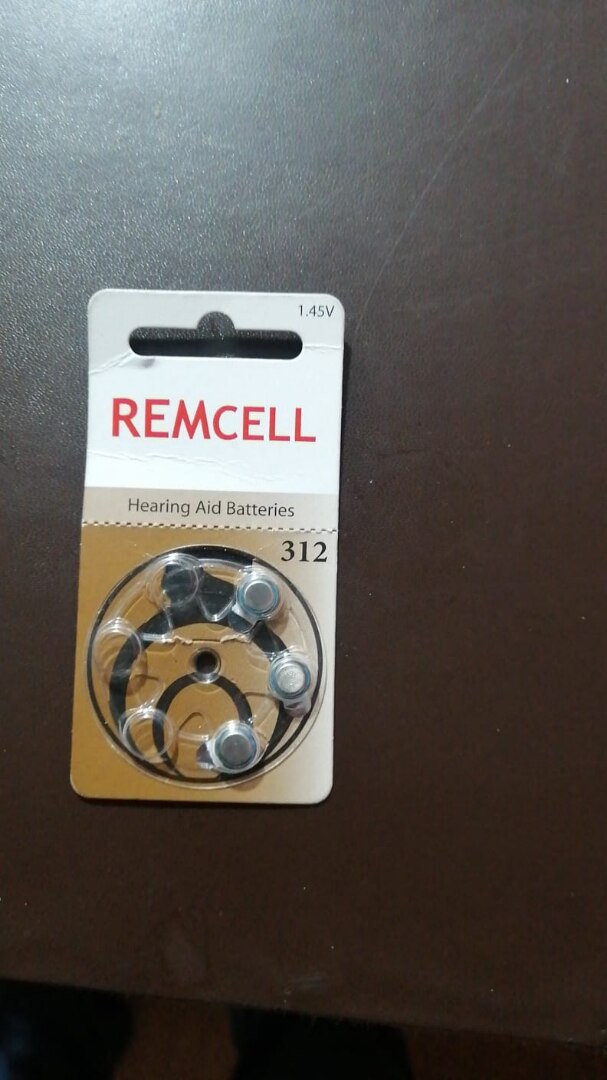 1.45V
REMCELL
Hearing Aid Batteries
312